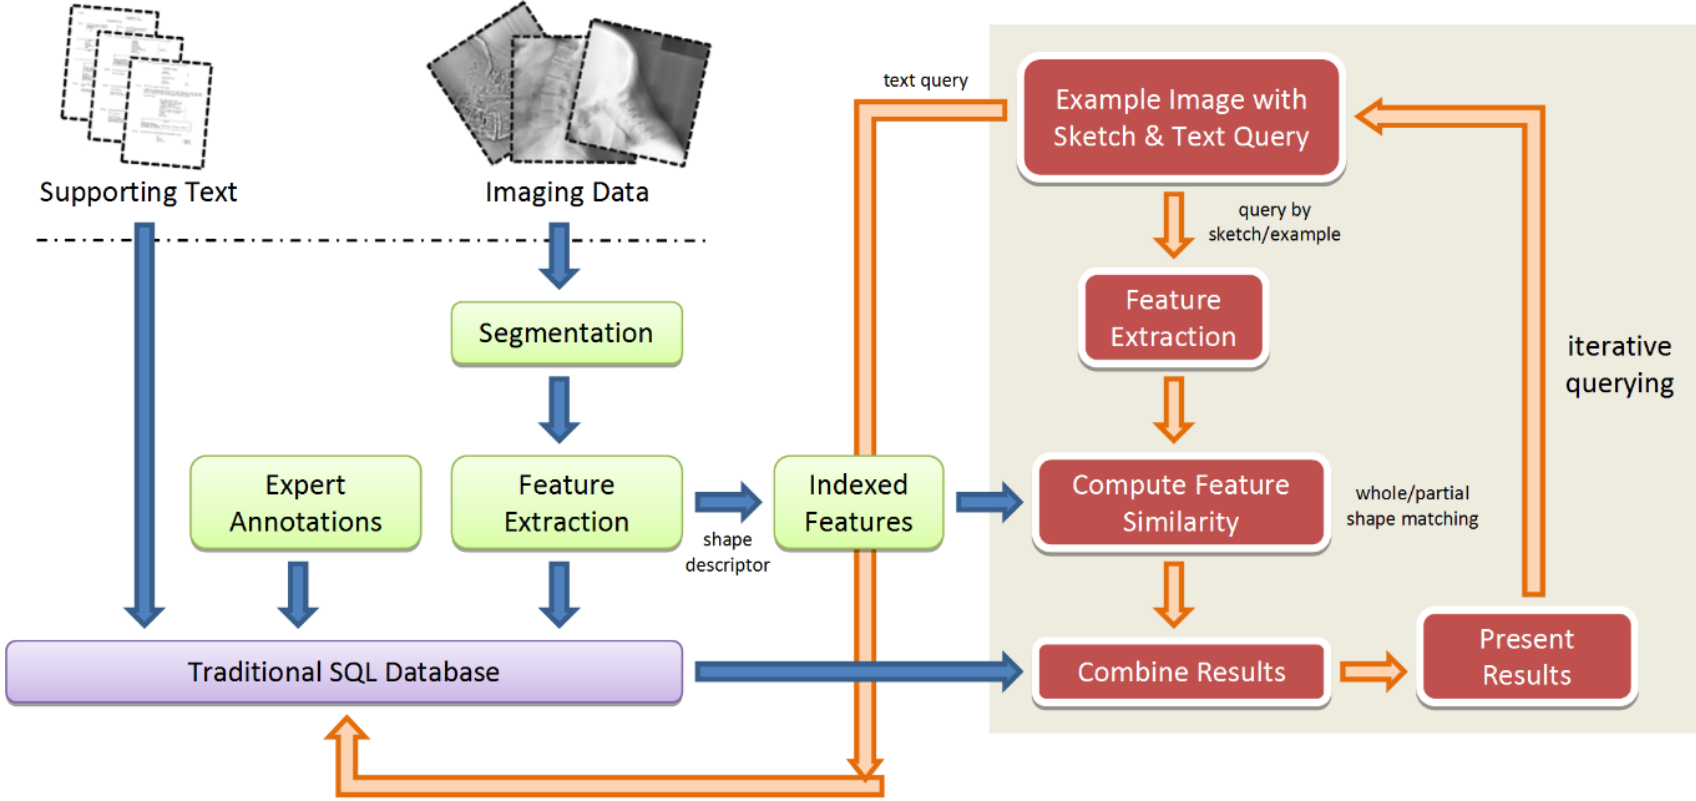 Supporting Text
Imaging Data
Segmentation
Expert
Annotations
Feature
Extraction
shape
descriptor
Indexed
Features
Traditional SQL Database
text query
Example Image with
Sketch & Text Query
query by
sketch/example
Feature
Extraction
Compute Feature
Similarity
whole/partial
shape matching
Combine Results
Present
Results
iterative
querying